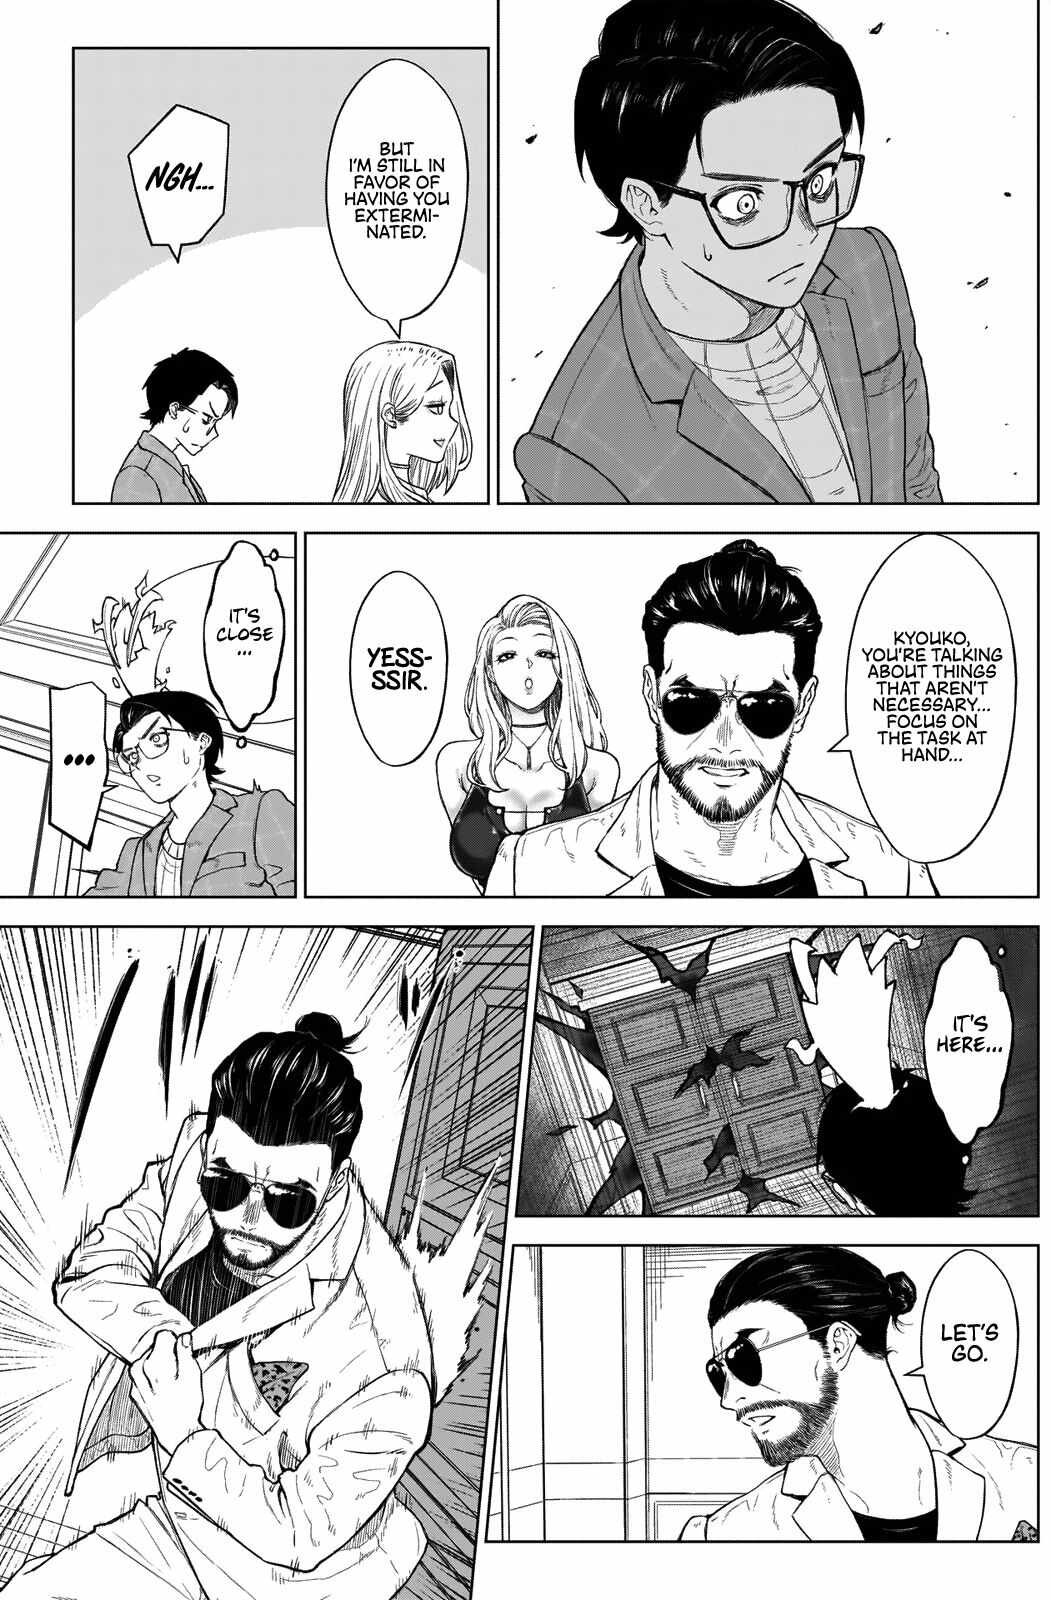 BUT
I'M STILL IN
FAVOR OF
HAVING YOU
EXTERMI-
NATED.
NGH...
KYOUKO,
YOU'RE TALKING
ABOUT THINGS
THAT AREN'T
NECESSARY...
FOCUS ON
THE TASK AT
HAND...
YESS-
SSIR.
IT'S
CLOSE
...
...
IT'S
HERE...
LET'S
GO.